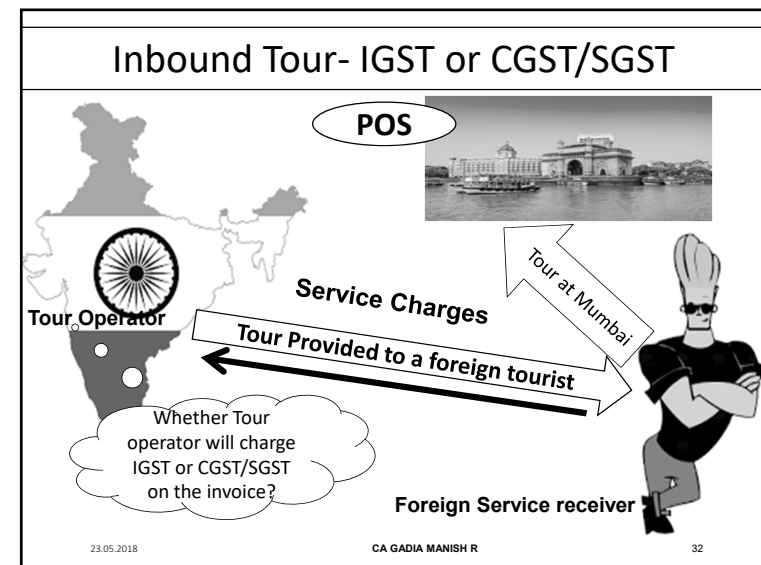 Inbound Tour- IGST or CGST/SGST
POS
Tour at Mumbai
Service Charges
Tour Operator
Tour Provided to a foreign tourist
Whether Tour
operator will charge
IGST or CGST/SGST
on the invoice?
Foreign Service receiver
23.05.2018
CA GADIA MANISH R
32